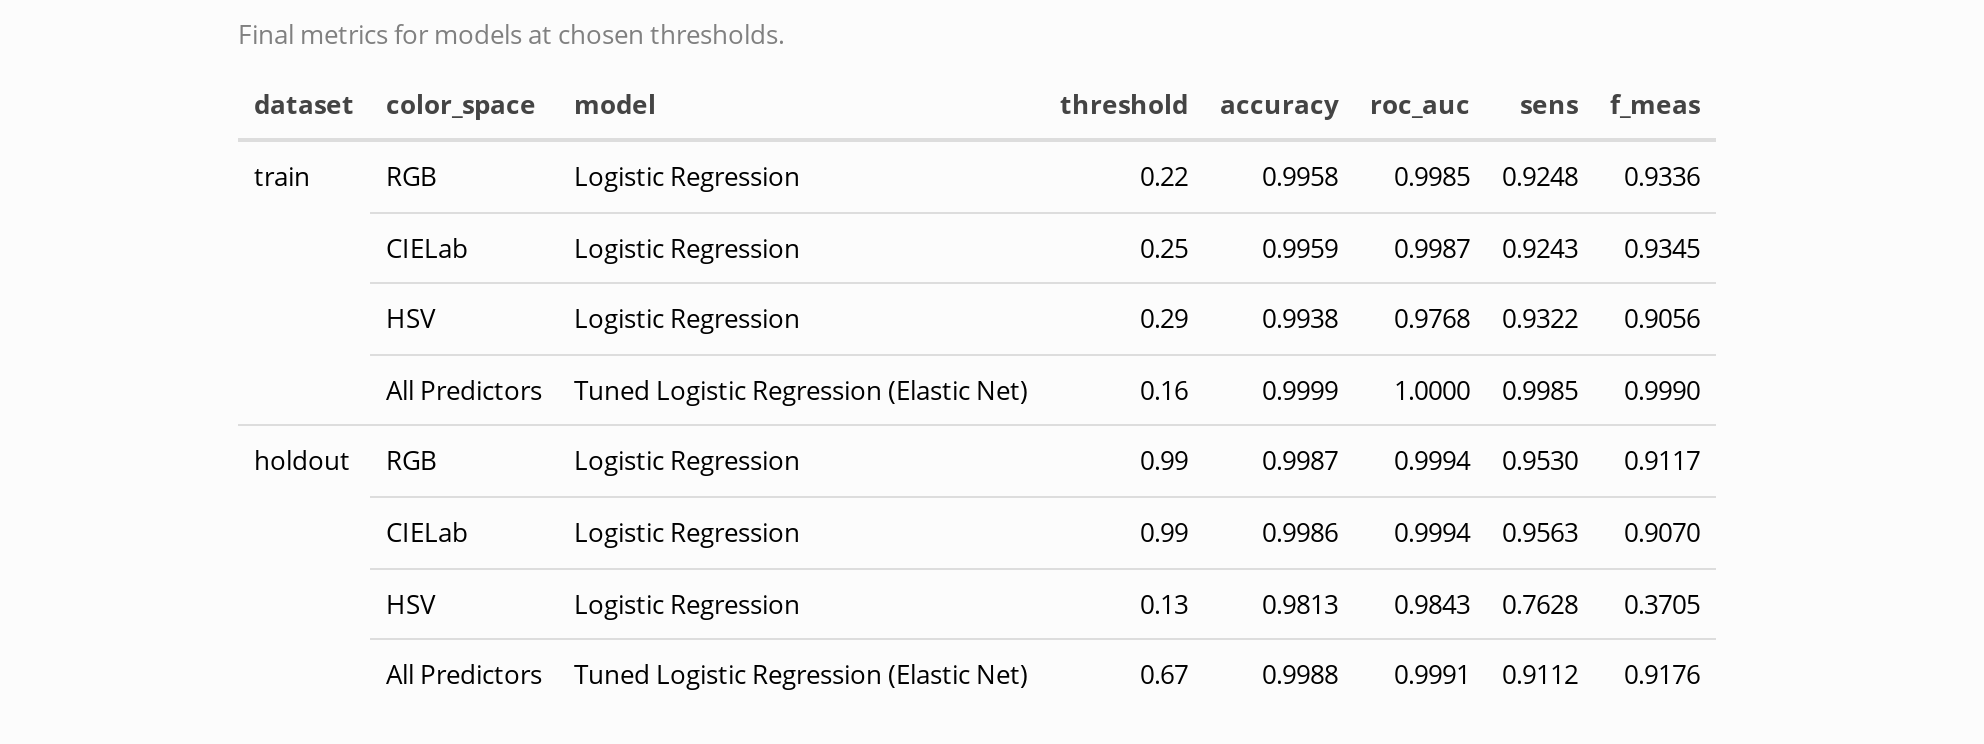 Final metrics for models at chosen thresholds.
dataset color_space model threshold accuracy roc_auc sens f_meas
train RGB Logistic Regression 0.22 0.9958 0.9985 0.9248 0.9336
CIELab Logistic Regression 0.25 0.9959 0.9987 0.9243 0.9345
HSV Logistic Regression 0.29 0.9938 0.9768 0.9322 0.9056
All Predictors Tuned Logistic Regression (Elastic Net) 0.16 0.9999 1.0000 0.9985 0.9990
holdout RGB Logistic Regression 0.99 0.9987 0.9994 0.9530 0.9117
CIELab Logistic Regression 0.99 0.9986 0.9994 0.9563 0.9070
HSV Logistic Regression 0.13 0.9813 0.9843 0.7628 0.3705
All Predictors Tuned Logistic Regression (Elastic Net) 0.67 0.9988 0.9991 0.9112 0.9176